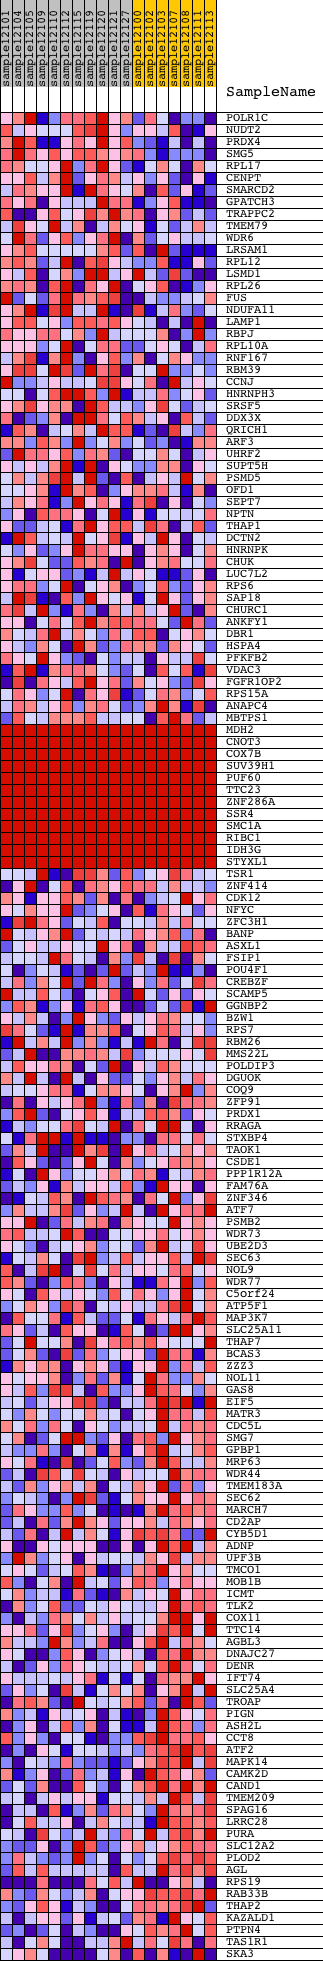 sample12101
sample12104
sample12105
sample12109
sample12110
sample12112
sample12115
sample12119
sample12120
sample12127
sample12100
sample12102
sample12103
sample12107
sample12108
sample12111
SampleName
POLR1C
NUDT2
PRDX4
SMG5
RPL17
CENPT
SMARCD2
GPATCH3
TRAPPC2
TMEM79
WDR6
LRSAM1
RPL12
LSMD1
RPL26
FUS
NDUFA11
LAMP1
RBPJ
RPL10A
RNF167
RBM39
CCNJ
HNRNPH3
SRSF5
DDX3X
QRICH1
ARF3
UHRF2
SUPT5H
PSMD5
OFD1
SEPT7
NPTN
THAP1
DCTN2
HNRNPK
CHUK
LUC7L2
RPS6
SAP18
CHURC1
ANKFY1
DBR1
HSPA4
PFKFB2
VDAC3
FGFR1OP2
RPS15A
ANAPC4
MBTPS1
MDH2
CNOT3
COX7B
SUV39H1
PUF60
TTC23
ZNF286A
SSR4
SMC1A
RIBC1
IDH3G
STYXL1
TSR1
ZNF414
CDK12
NFYC
ZFC3H1
BANP
ASXL1
FSIP1
POU4F1
CREBZF
SCAMP5
GGNBP2
BZW1
RPS7
RBM26
MMS22L
POLDIP3
DGUOK
COQ9
ZFP91
PRDX1
RRAGA
STXBP4
TAOK1
CSDE1
PPP1R12A
FAM76A
ZNF346
ATF7
PSMB2
WDR73
UBE2D3
SEC63
NOL9
WDR77
C5orf24
ATP5F1
MAP3K7
SLC25A11
THAP7
BCAS3
ZZZ3
NOL11
GAS8
EIF5
MATR3
CDC5L
SMG7
GPBP1
MRP63
WDR44
TMEM183A
SEC62
MARCH7
CD2AP
CYB5D1
ADNP
UPF3B
TMCO1
MOB1B
ICMT
TLK2
COX11
TTC14
AGBL3
DNAJC27
DENR
IFT74
SLC25A4
TROAP
PIGN
ASH2L
CCT8
ATF2
MAPK14
CAMK2D
CAND1
TMEM209
SPAG16
LRRC28
PURA
SLC12A2
PLOD2
AGL
RPS19
RAB33B
THAP2
KAZALD1
PTPN4
TAS1R1
SKA3